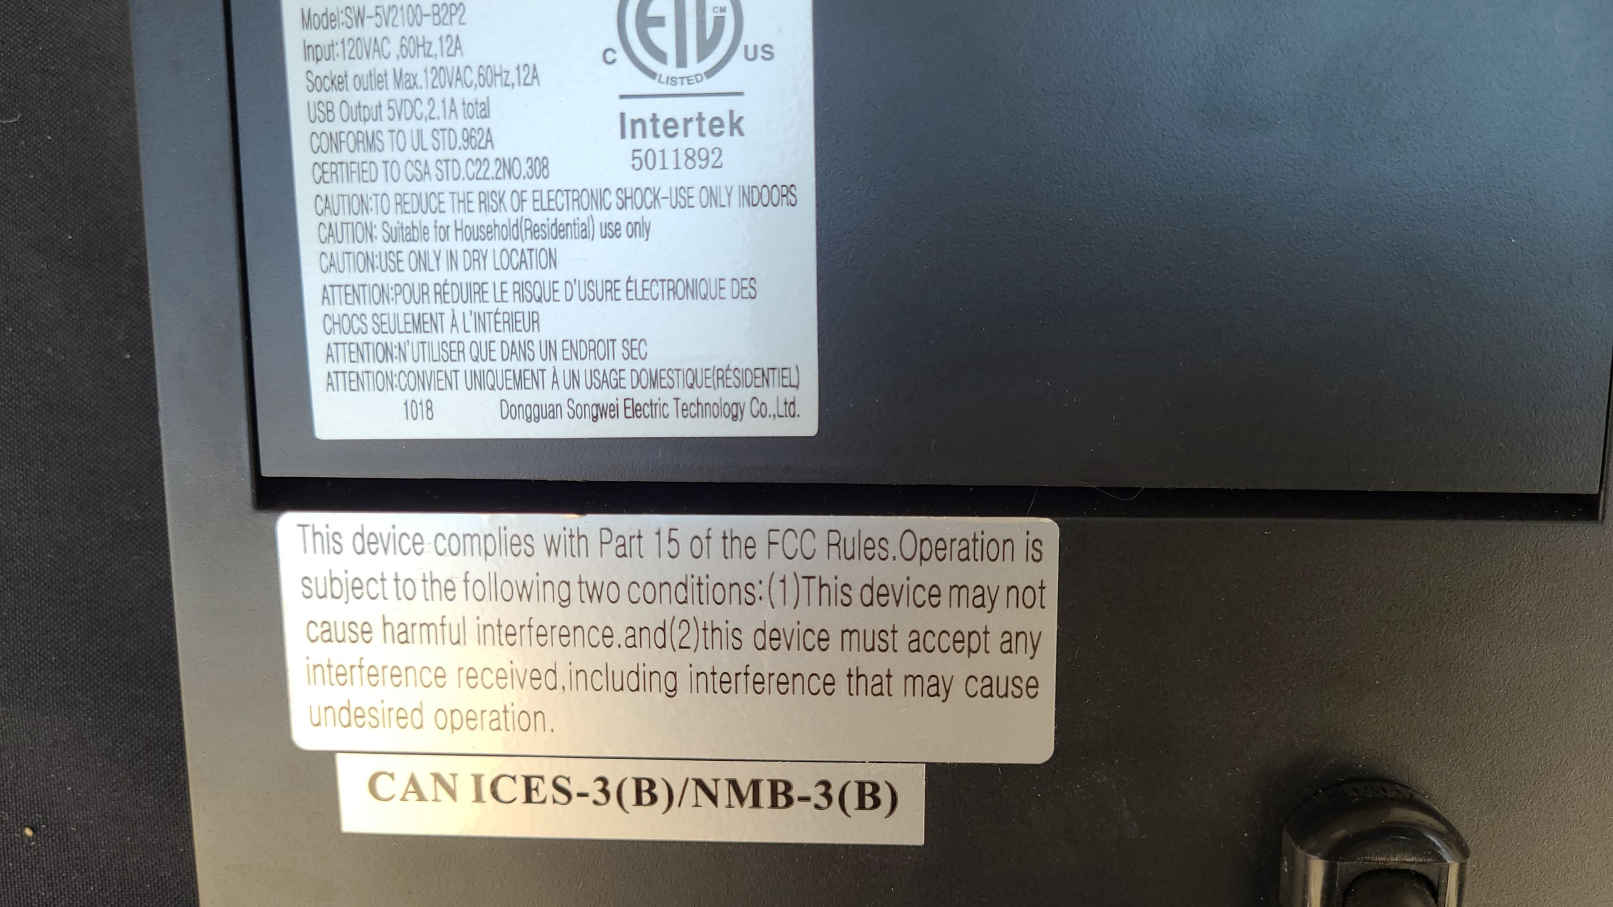 Model:SW-5V2100-B2P2
Input:120VAC ,60Hz,12A
Socket outlet Max.120VAC,60Hz,12A
USB Output 5VDC,2.1A total
CONFORMS TO UL STD.962A
CERTIFIED TO CSA STD.C22.2NO.308
ETL CM
C US
LISTED
Intertek
5011892
CAUTION:TO REDUCE THE RISK OF ELECTRONIC SHOCK-USE ONLY INDOORS
CAUTION: Suitable for Household(Residential) use only
CAUTION:USE ONLY IN DRY LOCATION
ATTENTION:POUR RÉDUIRE LE RISQUE D'USURE ÉLECTRONIQUE DES
CHOCS SEULEMENT À L'INTÉRIEUR
ATTENTION:N'UTILISER QUE DANS UN ENDROIT SEC
ATTENTION:CONVIENT UNIQUEMENT À UN USAGE DOMESTIQUE(RÉSIDENTIEL)
1018 Dongguan Songwei Electric Technology Co.,Ltd.
This device complies with Part 15 of the FCC Rules.Operation is
subject to the following two conditions:(1)This device may not
cause harmful interference.and(2)this device must accept any
interference received,including interference that may cause
undesired operation.
CAN ICES-3(B)/NMB-3(B)